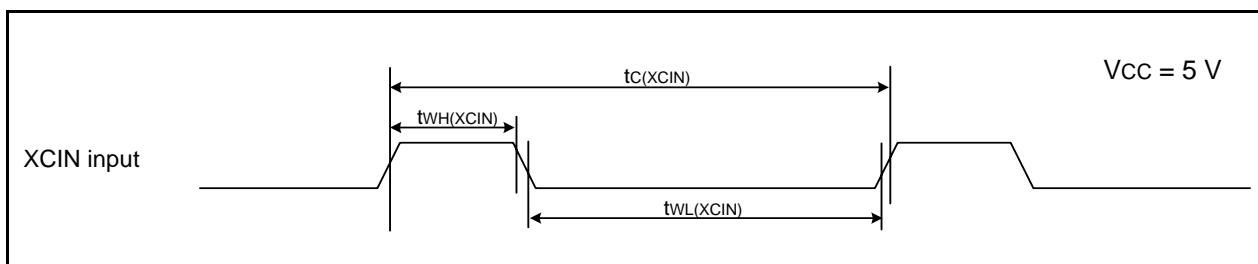 tC(XCIN)
VCC = 5 V
tWH(XCIN)
XCIN input
tWL(XCIN)